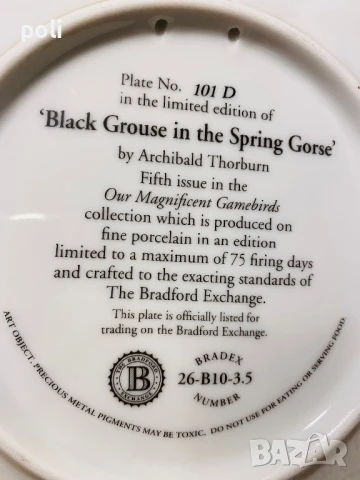 poli
Plate No. 101 D
in the limited edition of
'Black Grouse in the Spring Gorse'
by Archibald Thorburn
Fifth issue in the
Our Magnificent Gamebirds
collection which is produced on
fine porcelain in an edition
limited to a maximum of 75 firing days
and crafted to the exacting standards of
The Bradford Exchange.
This plate is officially listed for
trading on the Bradford Exchange.
THE BRADFORD
B
EXCHANGE
BRADEX
26-B10-3.5
NUMBER
ART OBJECT. PRECIOUS METAL PIGMENTS MAY BE TOXIC. DO NOT USE FOR EATING OR SERVING FOOD.
BAZAR